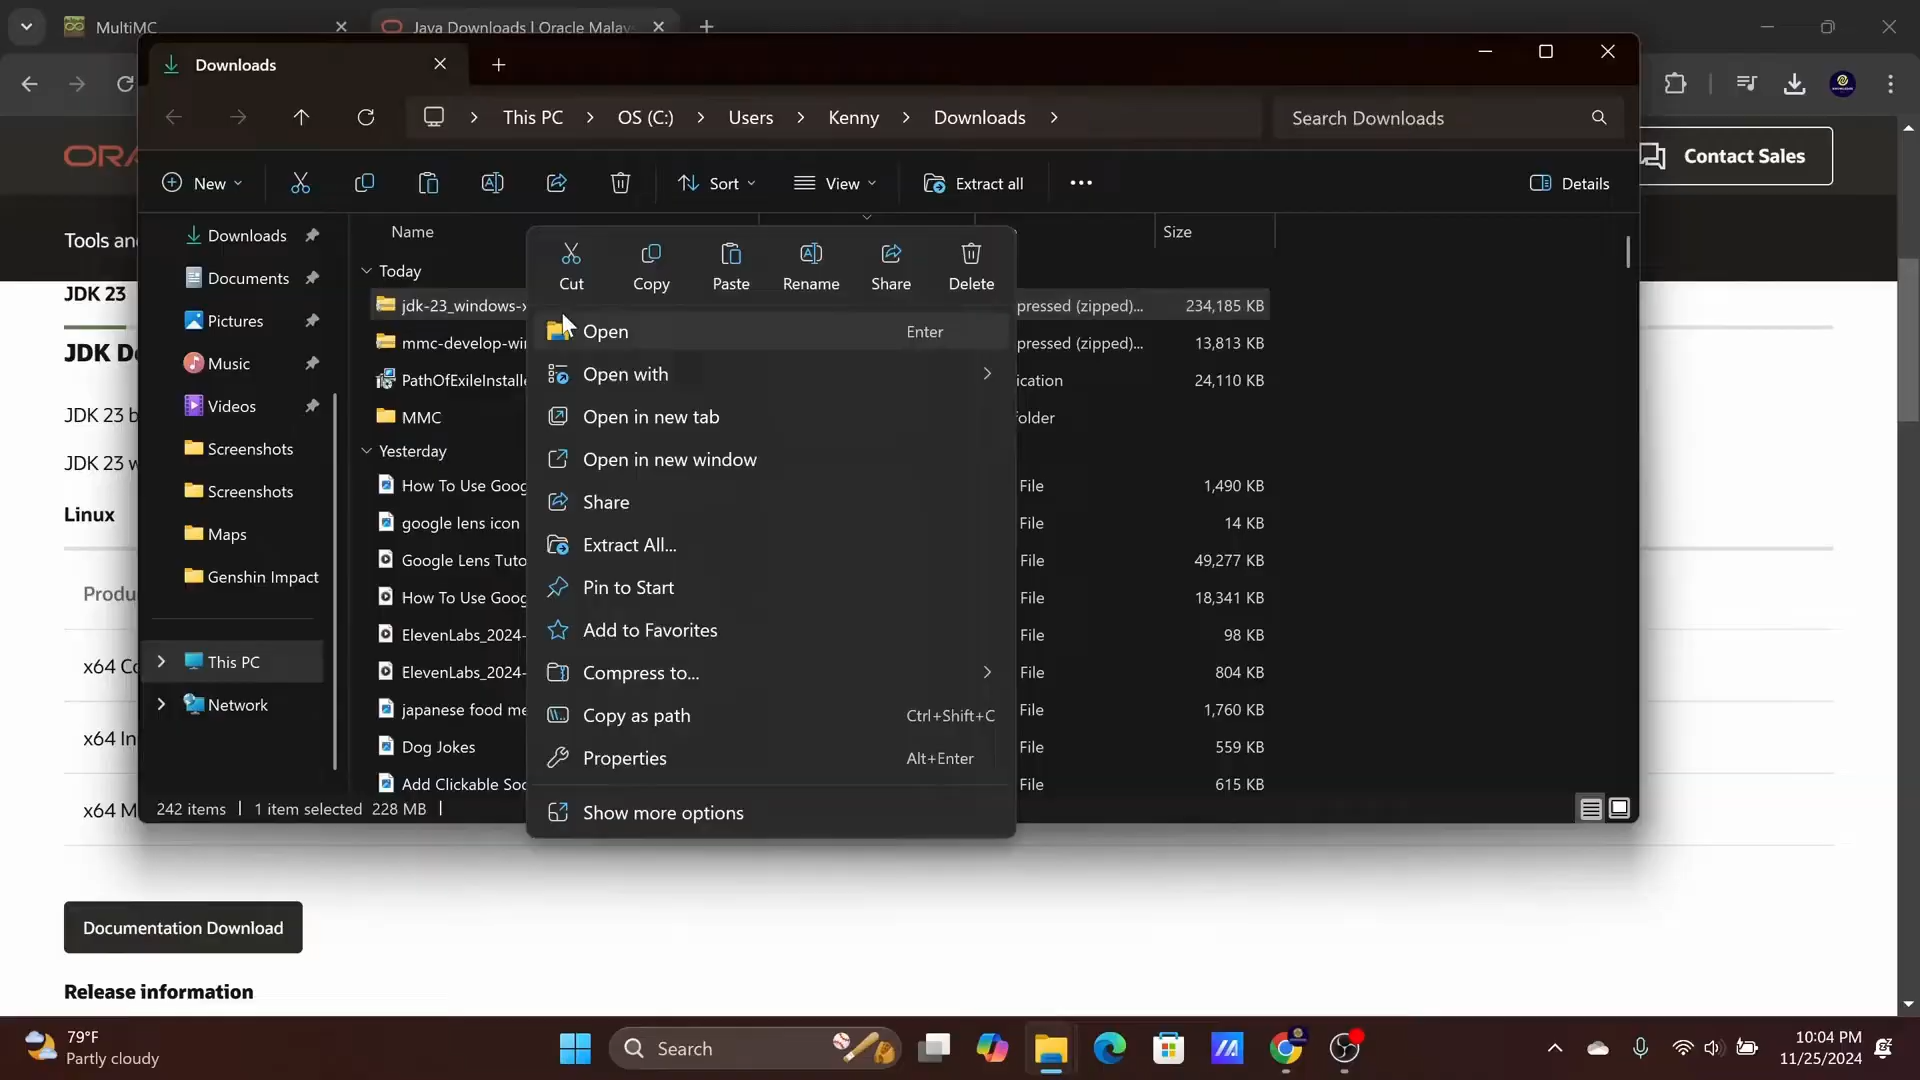 MultiMC
Java Downloads | Oracle Malay
Downloads
This PC
OS (C:)
Users
Kenny
Downloads
Search Downloads
ORA
Contact Sales
New
Sort
View
Extract all
Details
Tools an
JDK 23
JDK D
JDK 23 b
JDK 23 w
Linux
Produ
x64 Co
x64 In
x64 M
Downloads
Documents
Pictures
Music
Videos
Screenshots
Screenshots
Maps
Genshin Impact
This PC
Network
Name
Size
Today
jdk-23_windows-x
pressed (zipped)...
234,185 KB
mmc-develop-win
pressed (zipped)...
13,813 KB
PathOfExileInstalle
ication
24,110 KB
MMC
older
Yesterday
How To Use Goog
File
1,490 KB
google lens icon
File
14 KB
Google Lens Tuto
File
49,277 KB
How To Use Goog
File
18,341 KB
ElevenLabs_2024-
File
98 KB
ElevenLabs_2024-
File
804 KB
japanese food me
File
1,760 KB
Dog Jokes
File
559 KB
Add Clickable Soc
File
615 KB
Cut
Copy
Paste
Rename
Share
Delete
Open
Enter
Open with
Open in new tab
Open in new window
Share
Extract All...
Pin to Start
Add to Favorites
Compress to...
Copy as path
Ctrl+Shift+C
Properties
Alt+Enter
Show more options
242 items
1 item selected 228 MB
Documentation Download
Release information
79°F
Partly cloudy
Search
10:04 PM
11/25/2024